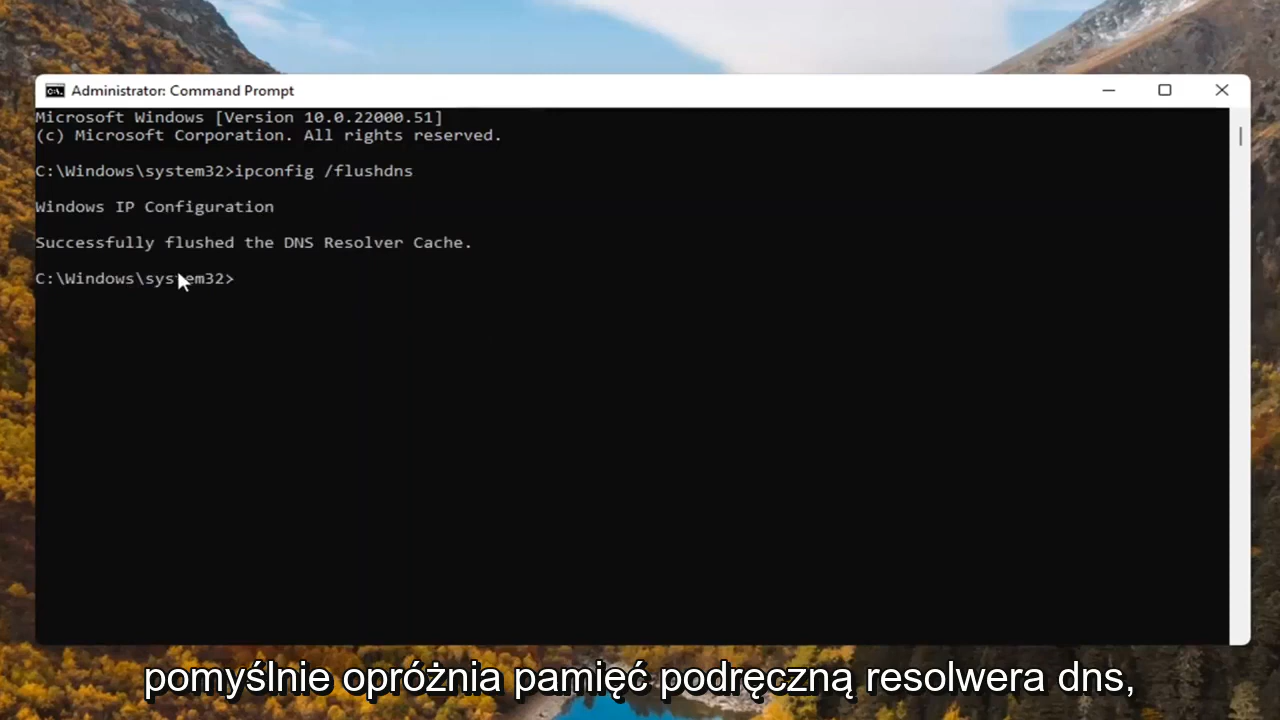 Administrator: Command Prompt
Microsoft Windows [Version 10.0.22000.51]
(c) Microsoft Corporation. All rights reserved.
C:\Windows\system32>ipconfig /flushdns
Windows IP Configuration
Successfully flushed the DNS Resolver Cache.
C:\Windows\system32>
pomyślnie opróżnia pamięć podręczną resolwera dns,